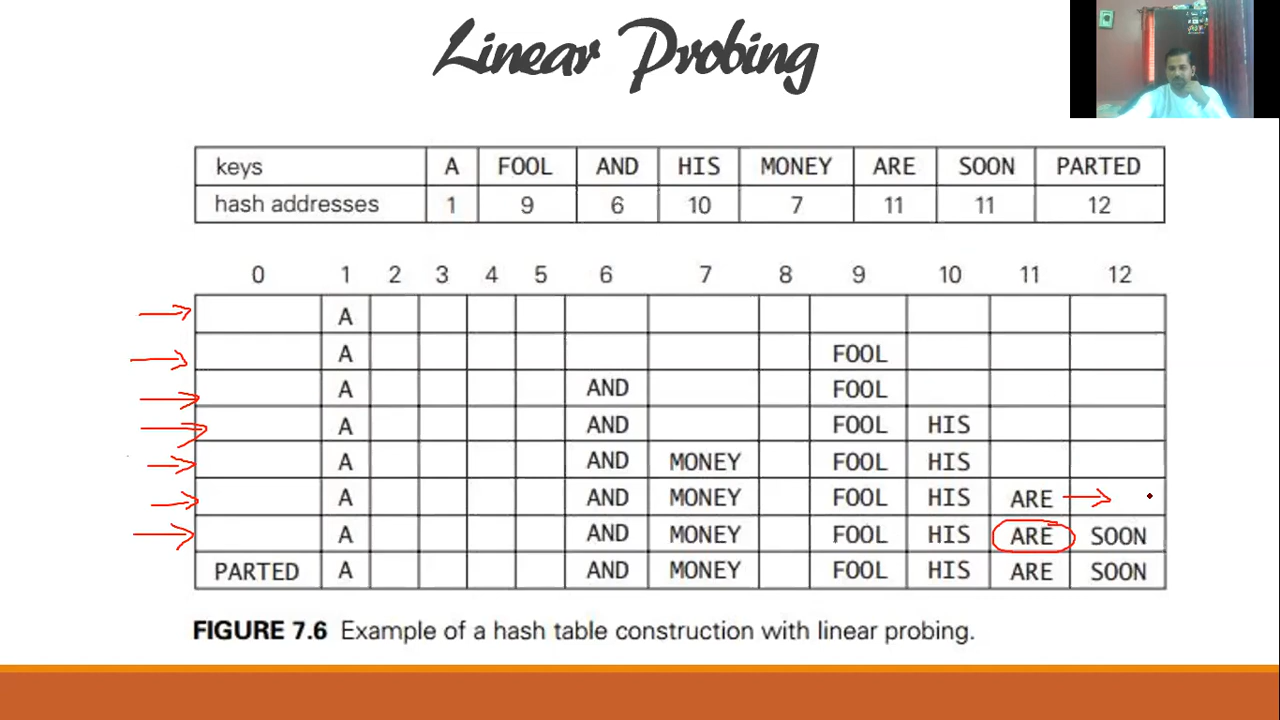 Linear Probing
keys A FOOL AND HIS MONEY ARE SOON PARTED
hash addresses 1 9 6 10 7 11 11 12
0 1 2 3 4 5 6 7 8 9 10 11 12
A
A FOOL
A AND FOOL
A AND FOOL HIS
A AND MONEY FOOL HIS
A AND MONEY FOOL HIS ARE
A AND MONEY FOOL HIS ARE SOON
PARTED A AND MONEY FOOL HIS ARE SOON
FIGURE 7.6 Example of a hash table construction with linear probing.